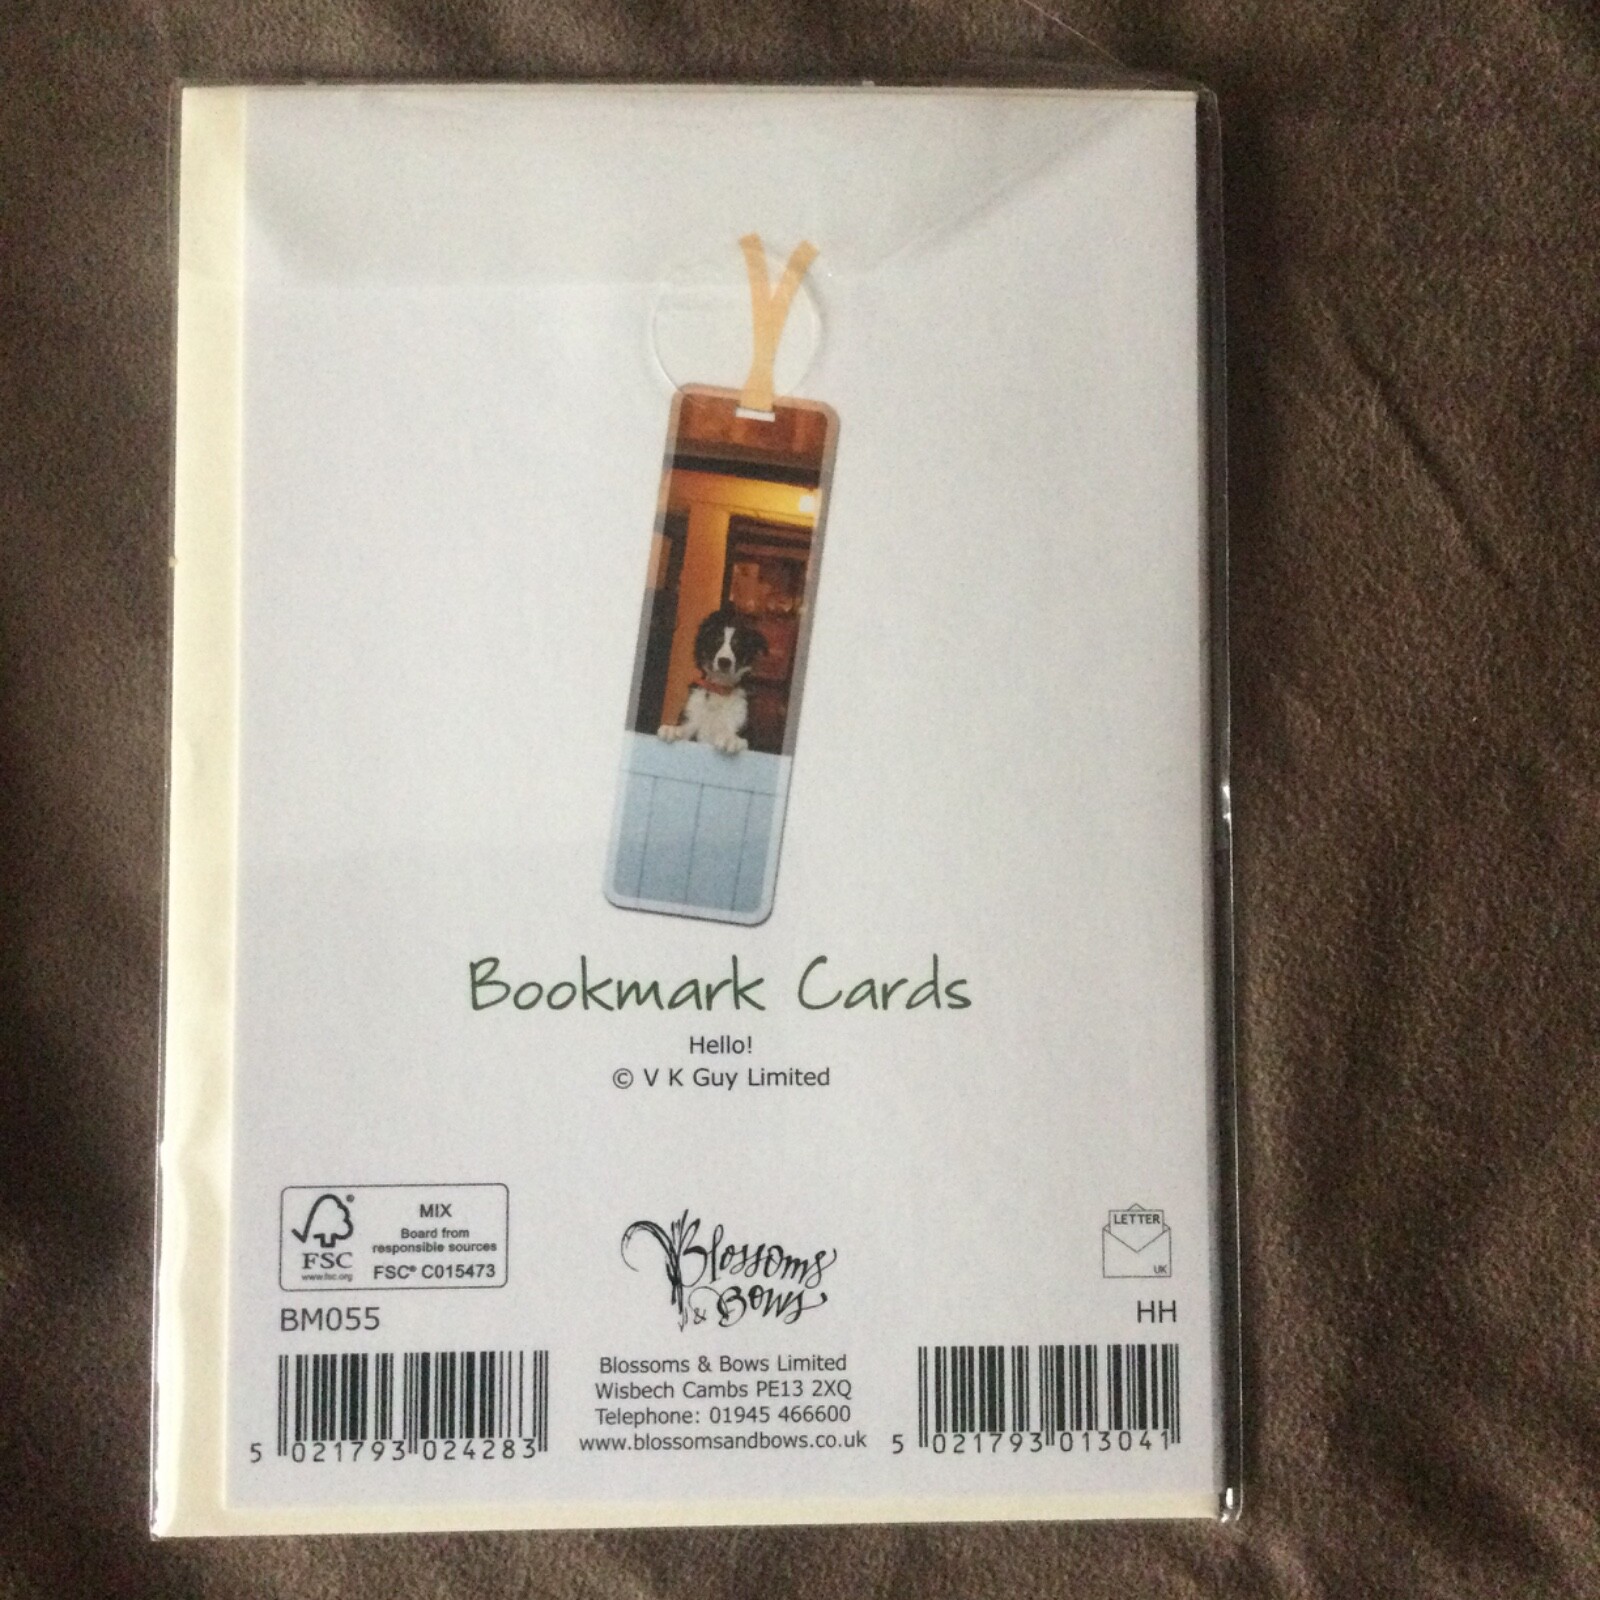 Bookmark Cards
Hello!
© V K Guy Limited
FSC®
www.fsc.org
MIX
Board from
responsible sources
FSC® C015473
BM055
5 021793 024283
Blossoms
& Bows
Blossoms & Bows Limited
Wisbech Cambs PE13 2XQ
Telephone: 01945 466600
www.blossomsandbows.co.uk
LETTER
UK
HH
5 021793 013041